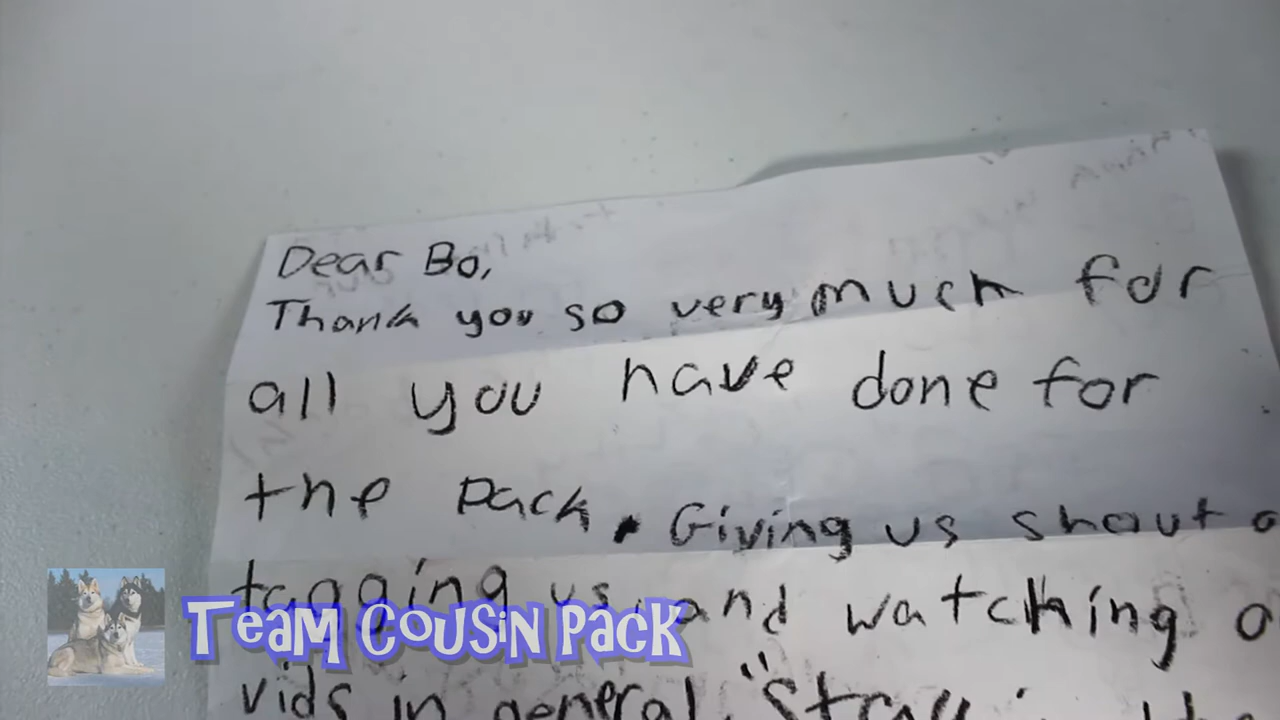 Dear Bo,
Thank you so very much for
all you have done for
the pack. Giving us shout
tagging us, and watching
vids in general.
TEAM COUSIN PACK